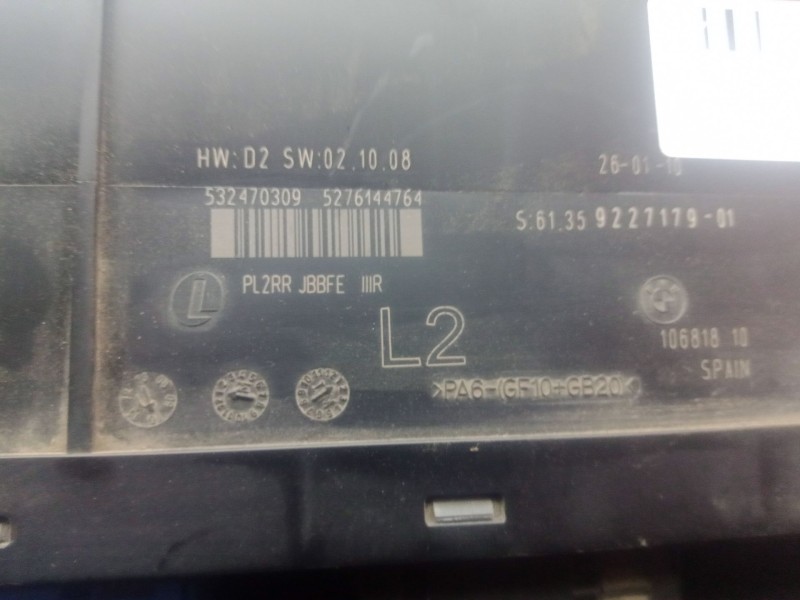 HW:D2 SW:02.10.08
26-01-10
532470309 5276144764
S:61.35 9227179-01
PL2RR JBBFE IIIR
L
L2
106818 10
SPAIN
>PA6-(GF10+GB20)<